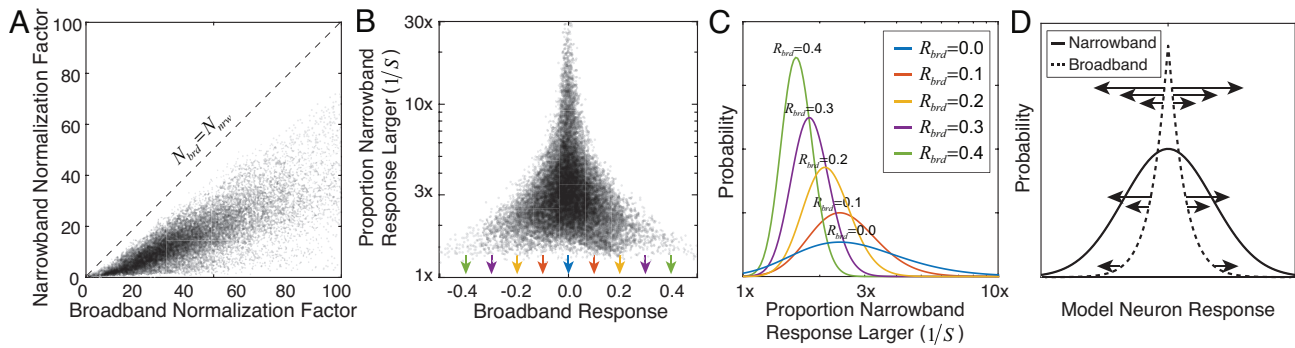 A
Narrowband Normalization Factor
100
80
60
40
20
0
N_brd=N_nrw
0 20 40 60 80 100
Broadband Normalization Factor
B
Proportion Narrowband
Response Larger (1/S)
30x
10x
3x
1x
-0.4 -0.2 0.0 0.2 0.4
Broadband Response
C
Probability
R_brd=0.4
R_brd=0.3
R_brd=0.2
R_brd=0.1
R_brd=0.0
R_brd=0.0
R_brd=0.1
R_brd=0.2
R_brd=0.3
R_brd=0.4
1x 3x 10x
Proportion Narrowband
Response Larger (1/S)
D
Probability
Narrowband
Broadband
Model Neuron Response